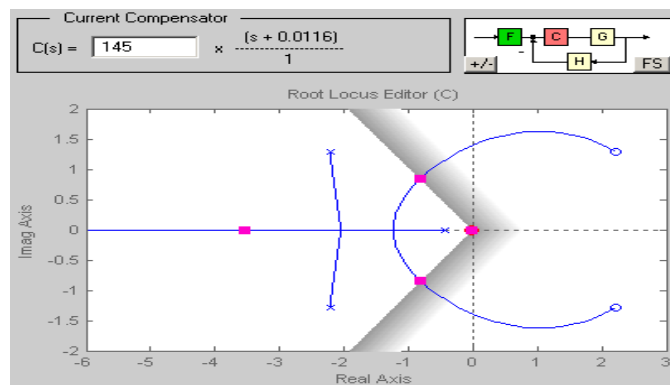 Current Compensator
(s + 0.0116)
C(s) = 145 × ----------------
1
F C G
-
H
+/- FS
Root Locus Editor (C)
2
1.5
1
0.5
0
-0.5
-1
-1.5
-2
Imag Axis
-6 -5 -4 -3 -2 -1 0 1 2 3
Real Axis